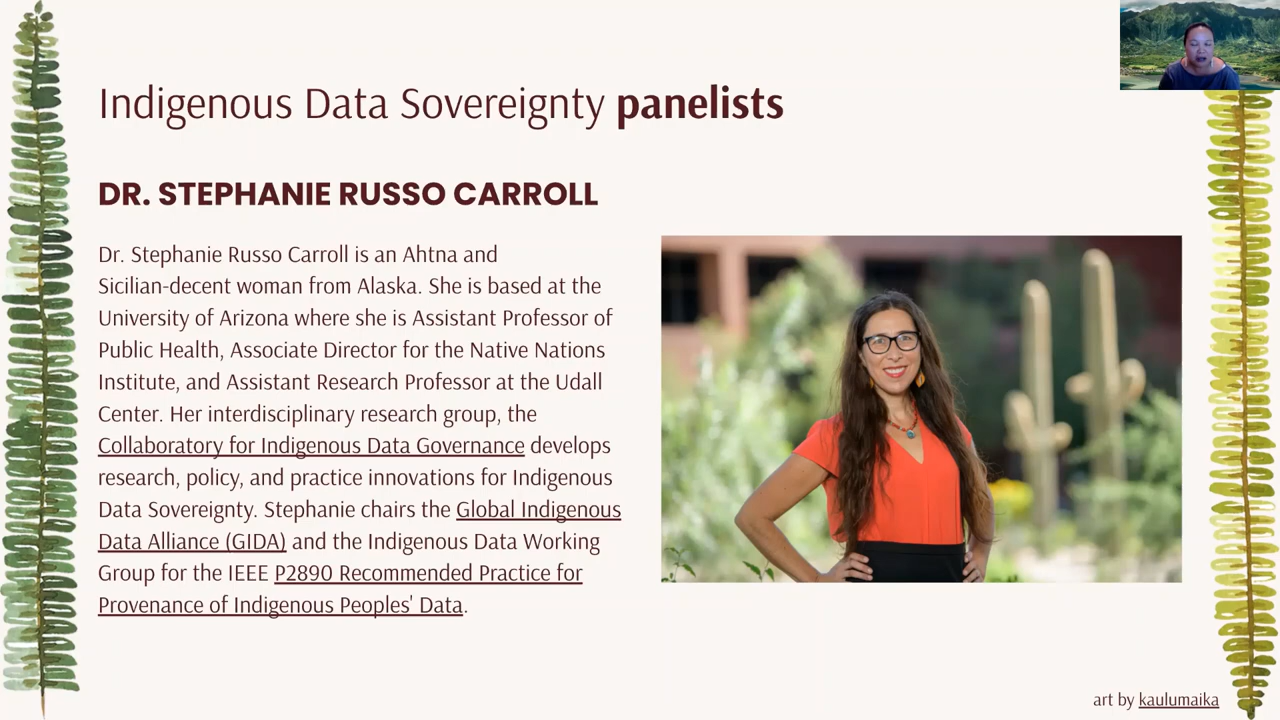 Indigenous Data Sovereignty panelists
DR. STEPHANIE RUSSO CARROLL
Dr. Stephanie Russo Carroll is an Ahtna and
Sicilian-decent woman from Alaska. She is based at the
University of Arizona where she is Assistant Professor of
Public Health, Associate Director for the Native Nations
Institute, and Assistant Research Professor at the Udall
Center. Her interdisciplinary research group, the
Collaboratory for Indigenous Data Governance develops
research, policy, and practice innovations for Indigenous
Data Sovereignty. Stephanie chairs the Global Indigenous
Data Alliance (GIDA) and the Indigenous Data Working
Group for the IEEE P2890 Recommended Practice for
Provenance of Indigenous Peoples' Data.
art by kaulumaika